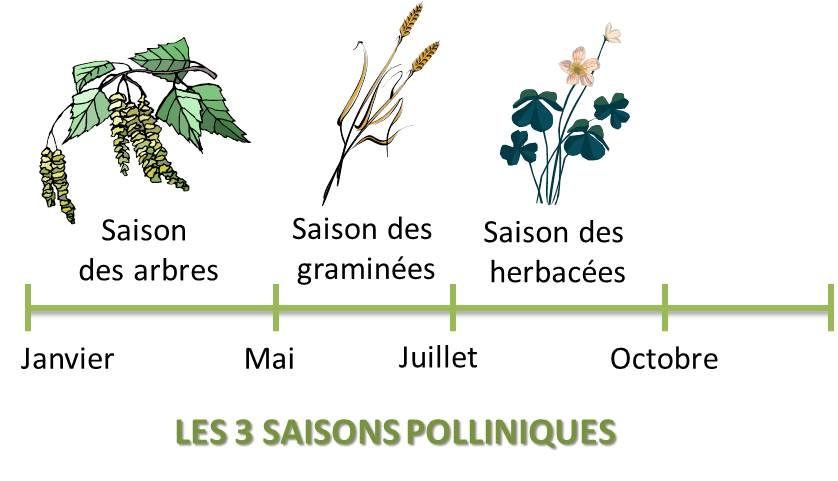 Saison
des arbres
Saison des
graminées
Saison des
herbacées
Janvier
Mai
Juillet
Octobre
LES 3 SAISONS POLLINIQUES